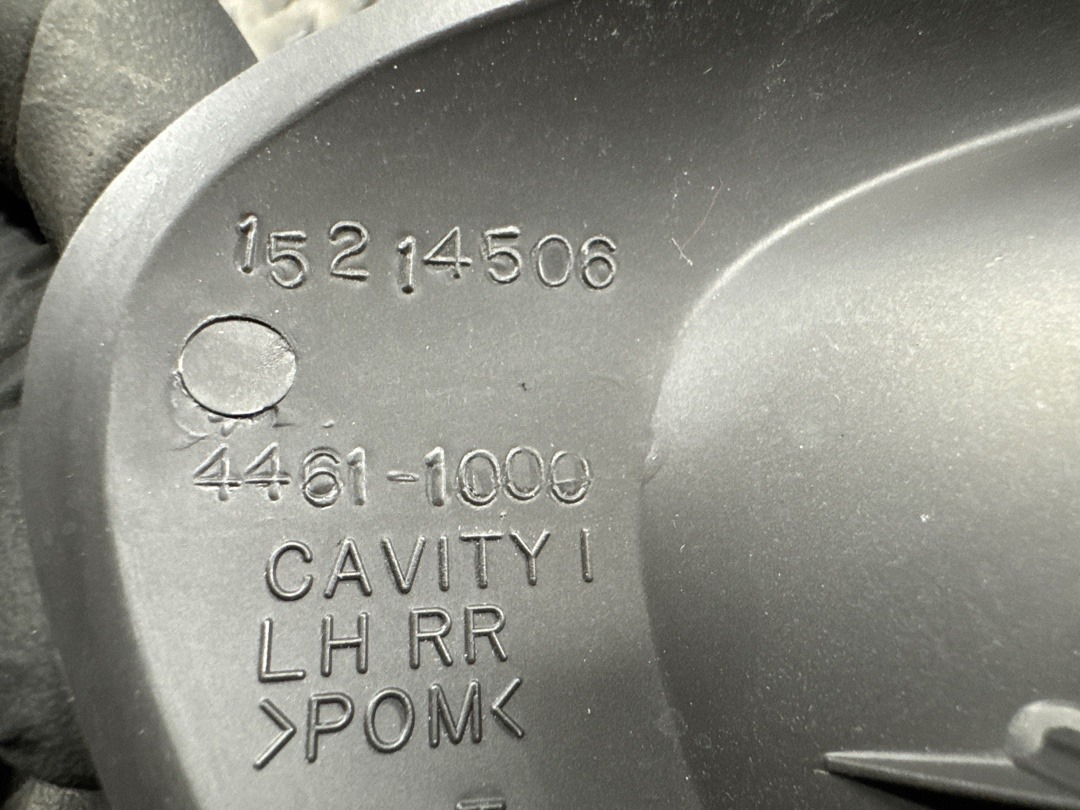 15214506
4461-1000
CAVITY I
LH RR
>POM<